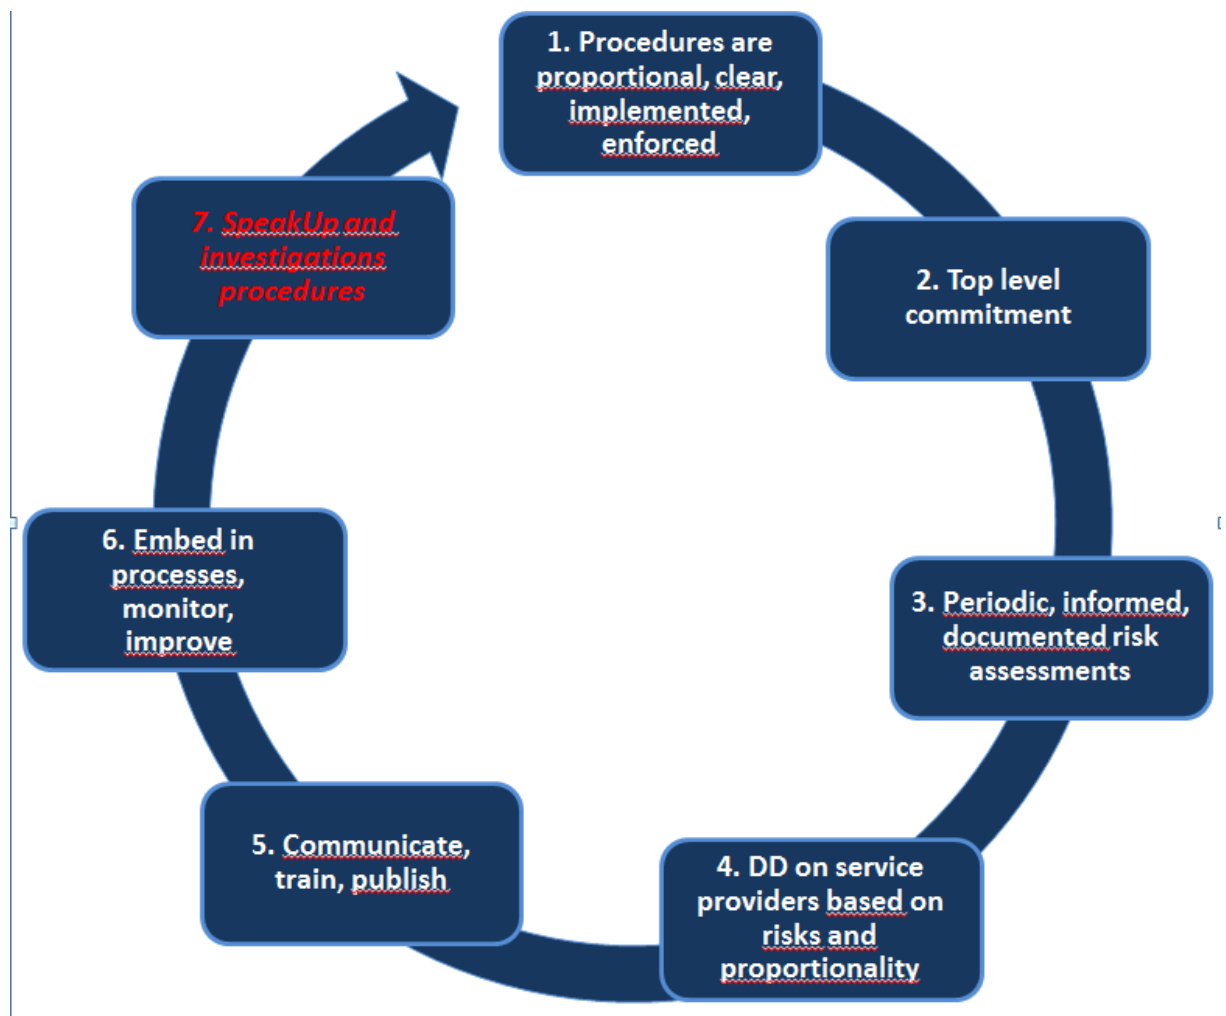 1. Procedures are
proportional, clear,
implemented,
enforced
2. Top level
commitment
3. Periodic, informed,
documented risk
assessments
4. DD on service
providers based on
risks and
proportionality
5. Communicate,
train, publish
6. Embed in
processes,
monitor,
improve
7. SpeakUp and
investigations
procedures